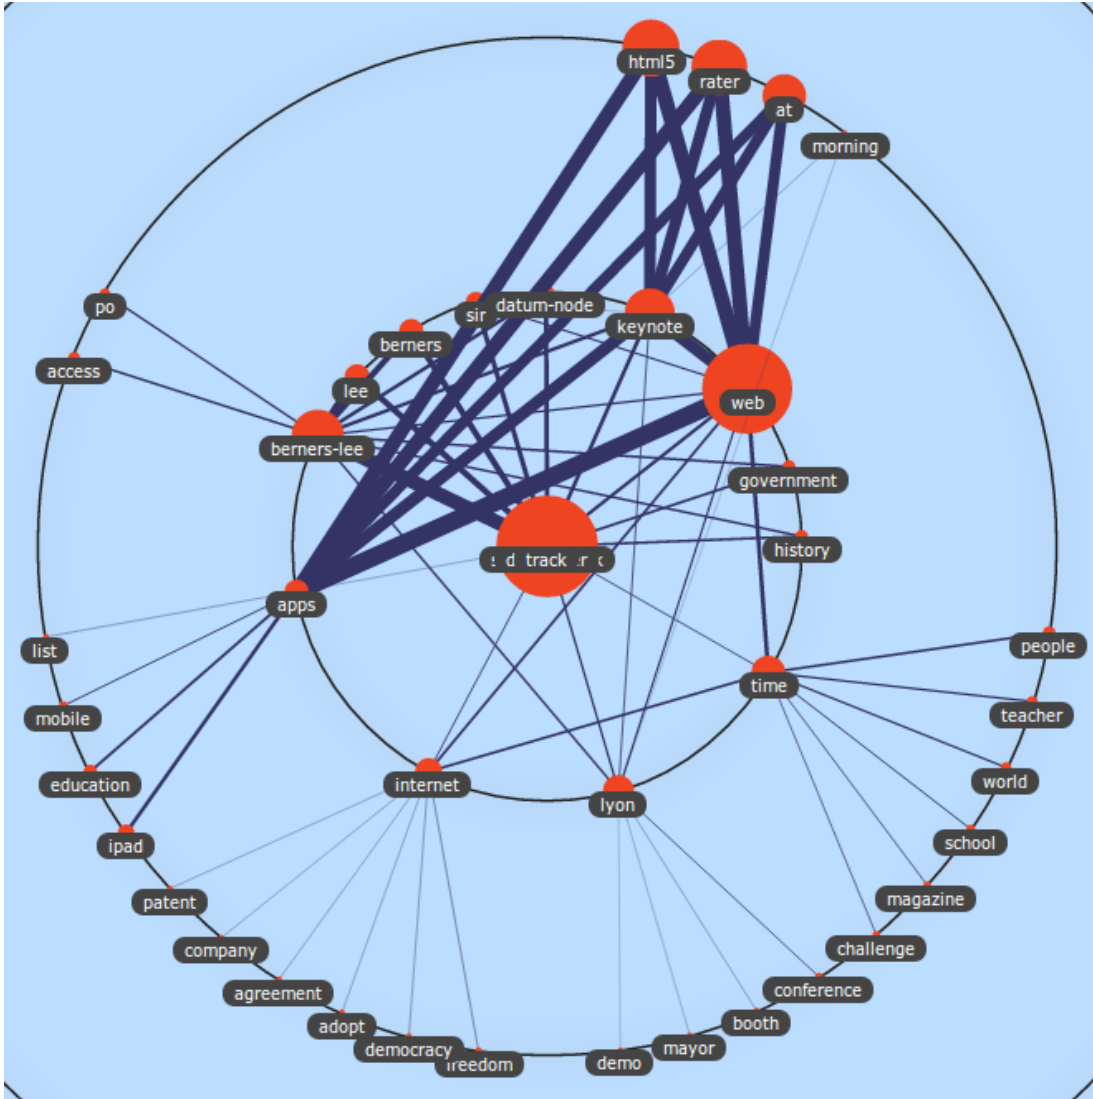 html5
rater
at
morning
po
sir
datum-node
keynote
berners
access
lee
web
berners-lee
government
history
track
apps
list
people
time
mobile
teacher
education
internet
world
lyon
ipad
school
patent
magazine
company
challenge
agreement
conference
adopt
booth
democracy
mayor
freedom
demo